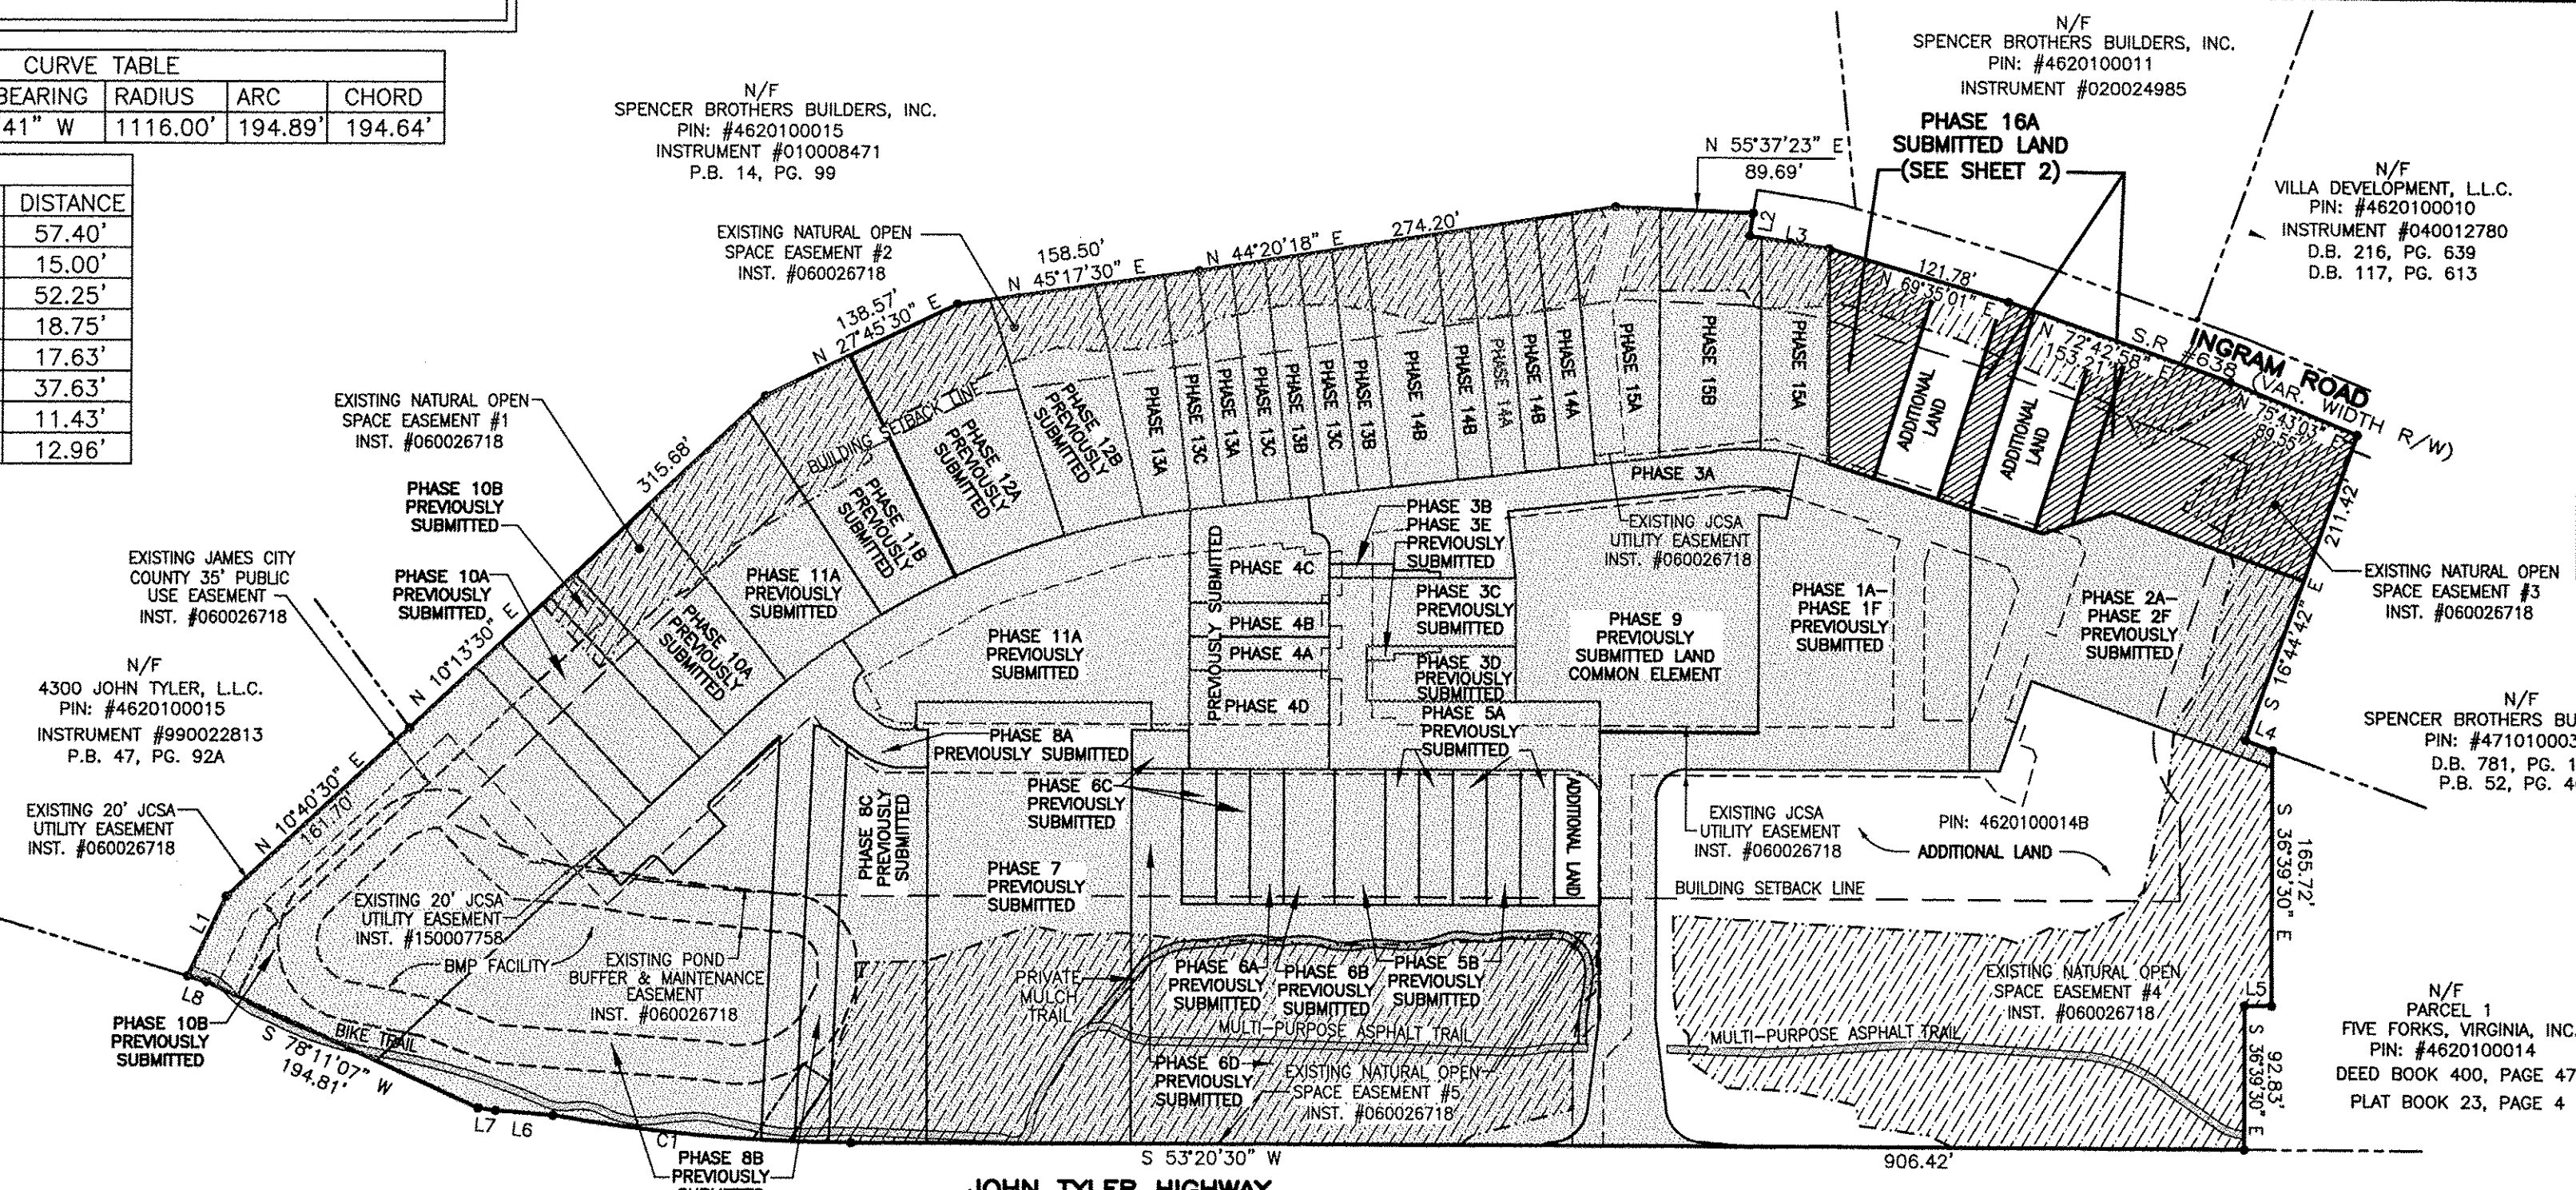 CURVE TABLE
BEARING RADIUS ARC CHORD
41" W 1116.00' 194.89' 194.64'
DISTANCE
57.40'
15.00'
52.25'
18.75'
17.63'
37.63'
11.43'
12.96'
N/F
SPENCER BROTHERS BUILDERS, INC.
PIN: #4620100015
INSTRUMENT #010008471
P.B. 14, PG. 99
N/F
SPENCER BROTHERS BUILDERS, INC.
PIN: #4620100011
INSTRUMENT #020024985
PHASE 16A
SUBMITTED LAND
(SEE SHEET 2)
N 55°37'23" E
89.69'
N/F
VILLA DEVELOPMENT, L.L.C.
PIN: #4620100010
INSTRUMENT #040012780
D.B. 216, PG. 639
D.B. 117, PG. 613
EXISTING NATURAL OPEN
SPACE EASEMENT #2
INST. #060026718
138.57'
N 27°45'30" E
158.50'
N 45°17'30" E
274.20'
N 44°20'18" E
L2
L3
121.78'
N 69°35'01" E
N 72°42'58" E
153.21'
S.R #638 (VAR. WIDTH R/W)
INGRAM ROAD
N 75°43'03" E
89.55'
211.42'
S 16°44'42" E
EXISTING NATURAL OPEN
SPACE EASEMENT #1
INST. #060026718
315.68'
N 10°13'30" E
PHASE 10B
PREVIOUSLY
SUBMITTED
PHASE 10A
PREVIOUSLY
SUBMITTED
EXISTING JAMES CITY
COUNTY 35' PUBLIC
USE EASEMENT
INST. #060026718
N/F
4300 JOHN TYLER, L.L.C.
PIN: #4620100015
INSTRUMENT #990022813
P.B. 47, PG. 92A
EXISTING 20' JCSA
UTILITY EASEMENT
INST. #060026718
N 10°40'30" E
161.70'
L1
L8
BUILDING SETBACK LINE
PHASE 10A
PREVIOUSLY
SUBMITTED
PHASE 11A
PREVIOUSLY
SUBMITTED
PHASE 11B
PREVIOUSLY
SUBMITTED
PHASE 12A
PREVIOUSLY
SUBMITTED
PHASE 12B
PREVIOUSLY
SUBMITTED
PHASE 13A
PHASE 13C
PHASE 13A
PHASE 13C
PHASE 13B
PHASE 13C
PHASE 13B
PHASE 14B
PHASE 14B
PHASE 14A
PHASE 14B
PHASE 14A
PHASE 15A
PHASE 15B
PHASE 15A
ADDITIONAL
LAND
ADDITIONAL
LAND
PHASE 3A
PHASE 3B
PHASE 3E
PREVIOUSLY
SUBMITTED
PHASE 3C
PREVIOUSLY
SUBMITTED
PHASE 3D
PREVIOUSLY
SUBMITTED
PHASE 5A
PREVIOUSLY
SUBMITTED
EXISTING JCSA
UTILITY EASEMENT
INST. #060026718
PREVIOUSLY SUBMITTED
PHASE 4C
PHASE 4B
PHASE 4A
PHASE 4D
PHASE 11A
PREVIOUSLY
SUBMITTED
PHASE 9
PREVIOUSLY
SUBMITTED LAND
COMMON ELEMENT
PHASE 1A-
PHASE 1F
PREVIOUSLY
SUBMITTED
PHASE 2A-
PHASE 2F
PREVIOUSLY
SUBMITTED
EXISTING NATURAL OPEN
SPACE EASEMENT #3
INST. #060026718
N/F
SPENCER BROTHERS BU
PIN: #471010003
D.B. 781, PG. 1
P.B. 52, PG. 4
L4
PHASE 8A
PREVIOUSLY SUBMITTED
PHASE 6C
PREVIOUSLY
SUBMITTED
PHASE 8C
PREVIOUSLY
SUBMITTED
PHASE 7
PREVIOUSLY
SUBMITTED
ADDITIONAL LAND
EXISTING JCSA
UTILITY EASEMENT
INST. #060026718
PIN: 4620100014B
ADDITIONAL LAND
BUILDING SETBACK LINE
165.72'
S 36°39'30" E
L5
92.83'
S 36°39'30" E
EXISTING 20' JCSA
UTILITY EASEMENT
INST. #150007758
BMP FACILITY
EXISTING POND
BUFFER & MAINTENANCE
EASEMENT
INST. #060026718
PRIVATE
MULCH
TRAIL
PHASE 6A
PREVIOUSLY
SUBMITTED
PHASE 6B
PREVIOUSLY
SUBMITTED
PHASE 5B
PREVIOUSLY
SUBMITTED
EXISTING NATURAL OPEN
SPACE EASEMENT #4
INST. #060026718
MULTI-PURPOSE ASPHALT TRAIL
MULTI-PURPOSE ASPHALT TRAIL
PHASE 6D
PREVIOUSLY
SUBMITTED
EXISTING NATURAL OPEN
SPACE EASEMENT #5
INST. #060026718
N/F
PARCEL 1
FIVE FORKS, VIRGINIA, INC.
PIN: #4620100014
DEED BOOK 400, PAGE 47
PLAT BOOK 23, PAGE 4
PHASE 10B
PREVIOUSLY
SUBMITTED
BIKE TRAIL
S 78°11'07" W
194.81'
L7
L6
C1
PHASE 8B
PREVIOUSLY
SUBMITTED
S 53°20'30" W
906.42'
JOHN TYLER HIGHWAY